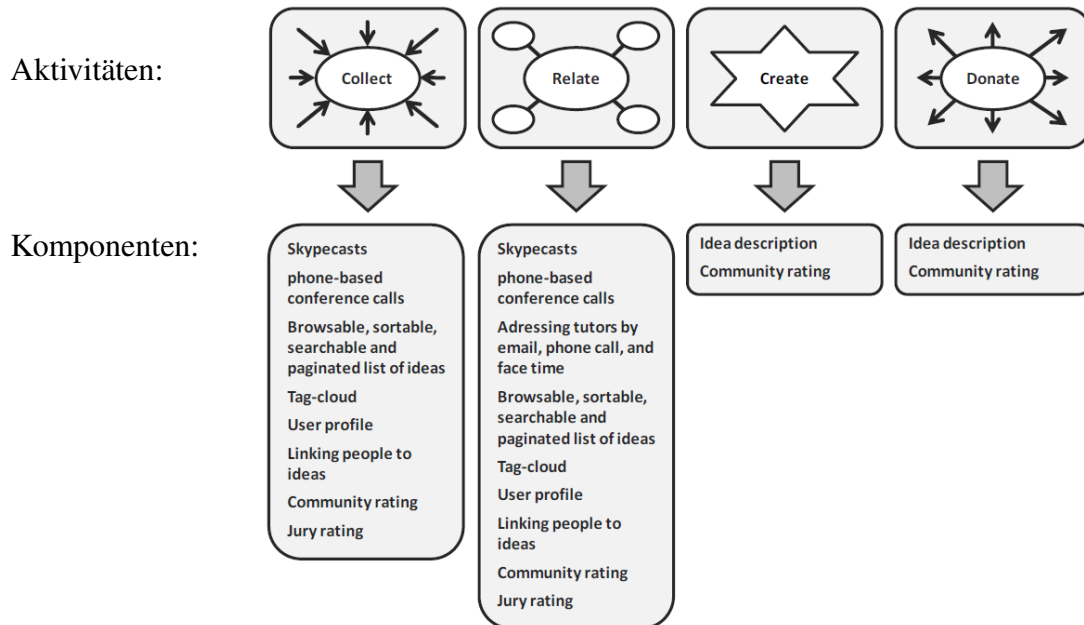 Aktivitäten:
Collect
Relate
Create
Donate
Komponenten:
Skypecasts
phone-based
conference calls
Browsable, sortable,
searchable and
paginated list of ideas
Tag-cloud
User profile
Linking people to
ideas
Community rating
Jury rating
Skypecasts
phone-based
conference calls
Adressing tutors by
email, phone call, and
face time
Browsable, sortable,
searchable and
paginated list of ideas
Tag-cloud
User profile
Linking people to
ideas
Community rating
Jury rating
Idea description
Community rating
Idea description
Community rating